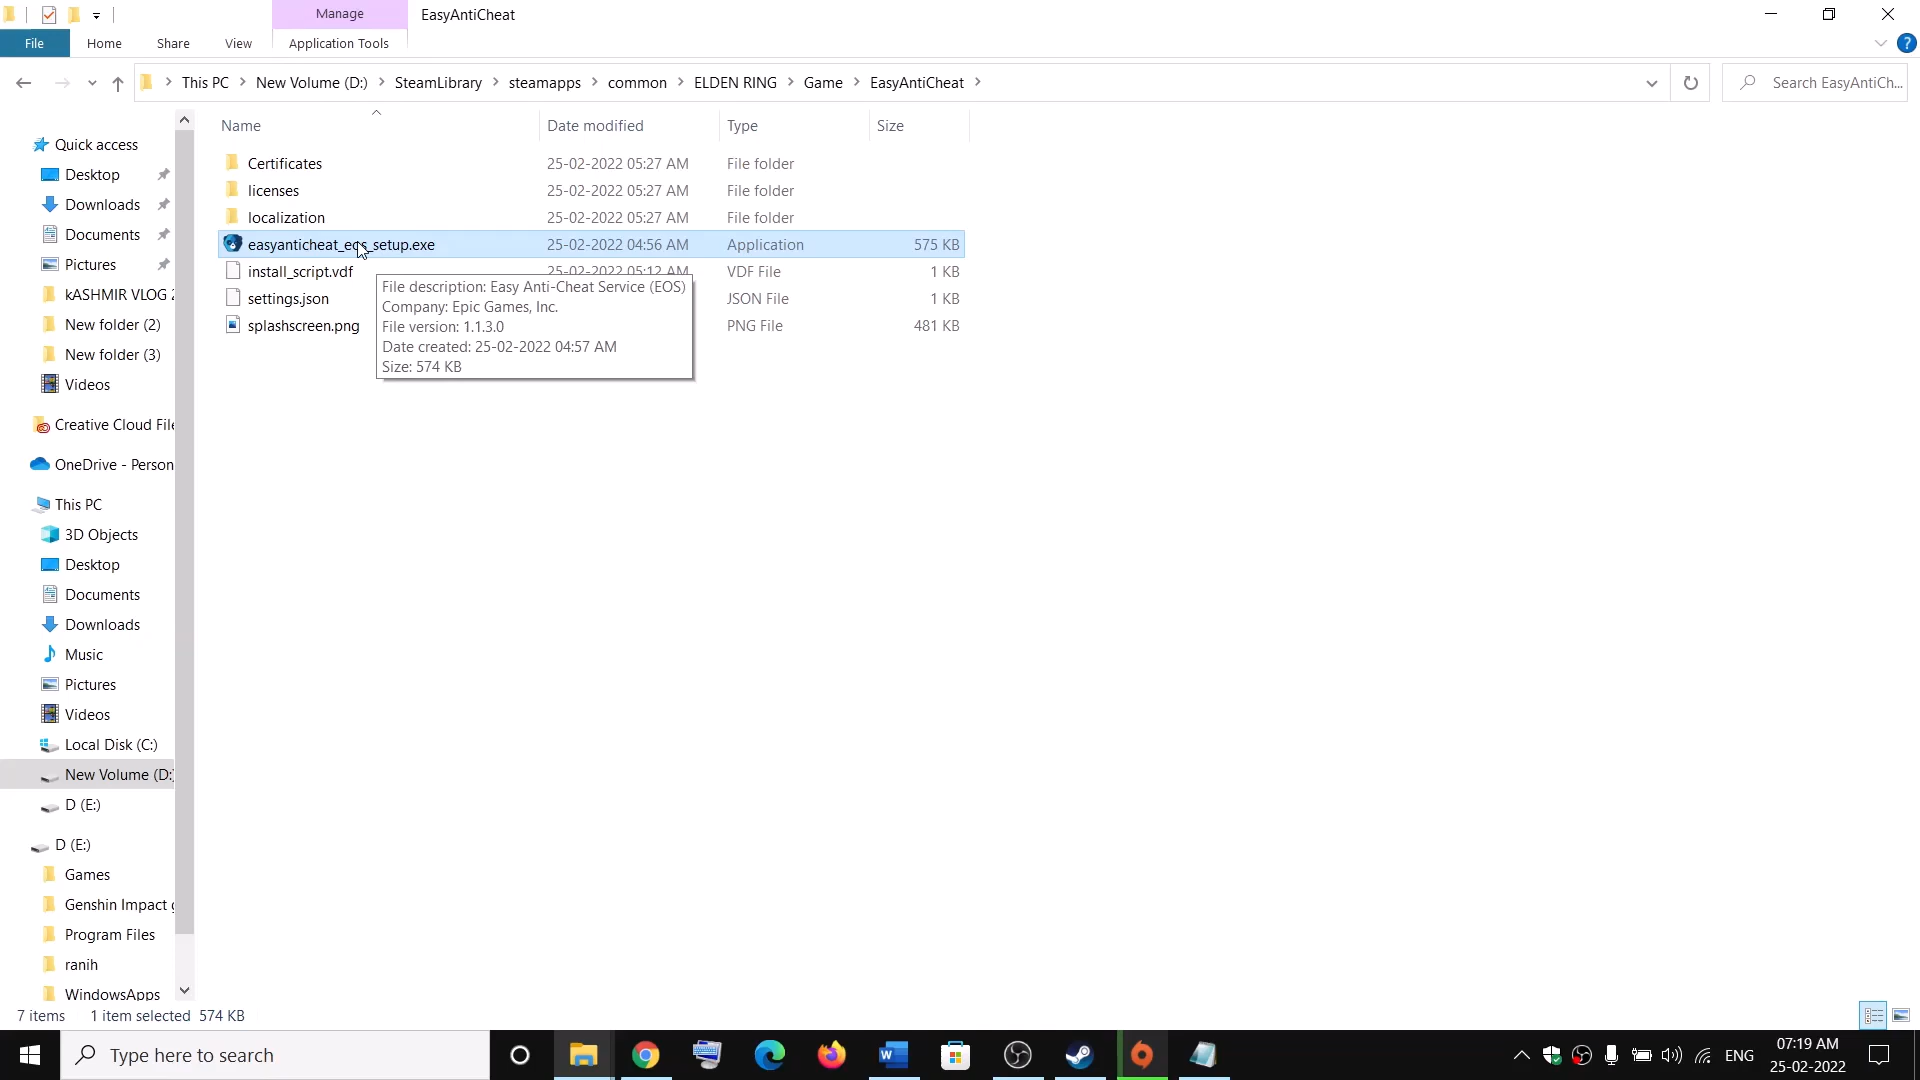 Manage
EasyAntiCheat
File
Home
Share
View
Application Tools
This PC
New Volume (D:)
SteamLibrary
steamapps
common
ELDEN RING
Game
EasyAntiCheat
Search EasyAntiCh...
Name
Date modified
Type
Size
Quick access
Desktop
Downloads
Documents
Pictures
kASHMIR VLOG 2
New folder (2)
New folder (3)
Videos
Creative Cloud File
OneDrive - Person
This PC
3D Objects
Desktop
Documents
Downloads
Music
Pictures
Videos
Local Disk (C:)
New Volume (D:)
D (E:)
D (E:)
Games
Genshin Impact g
Program Files
ranih
WindowsApps
Certificates 25-02-2022 05:27 AM File folder
licenses 25-02-2022 05:27 AM File folder
localization 25-02-2022 05:27 AM File folder
easyanticheat_eos_setup.exe 25-02-2022 04:56 AM Application 575 KB
install_script.vdf 25-02-2022 05:12 AM VDF File 1 KB
settings.json JSON File 1 KB
splashscreen.png PNG File 481 KB
File description: Easy Anti-Cheat Service (EOS)
Company: Epic Games, Inc.
File version: 1.1.3.0
Date created: 25-02-2022 04:57 AM
Size: 574 KB
7 items 1 item selected 574 KB
Type here to search
ENG
07:19 AM
25-02-2022